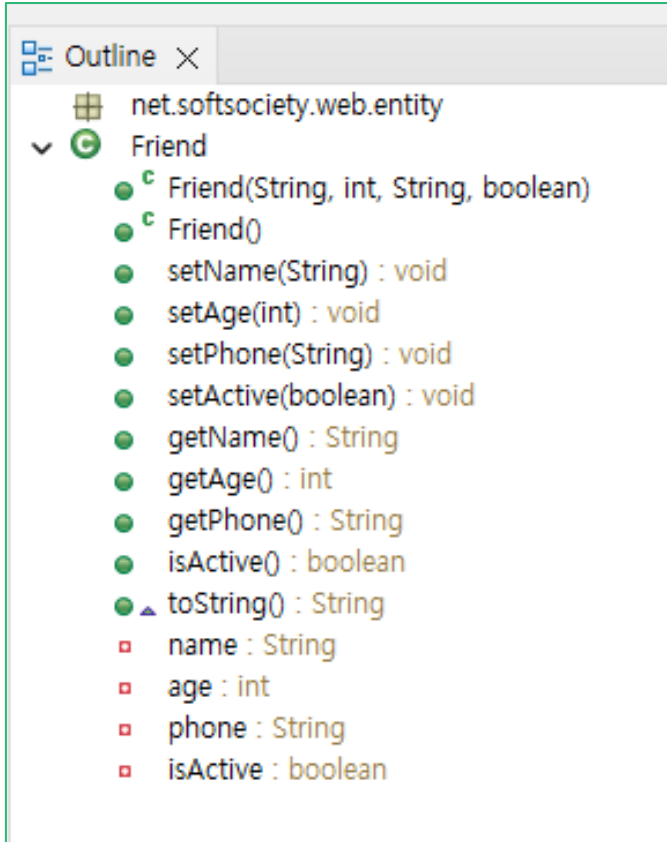 Outline
net.softsociety.web.entity
Friend
Friend(String, int, String, boolean)
Friend()
setName(String) : void
setAge(int) : void
setPhone(String) : void
setActive(boolean) : void
getName() : String
getAge() : int
getPhone() : String
isActive() : boolean
toString() : String
name : String
age : int
phone : String
isActive : boolean